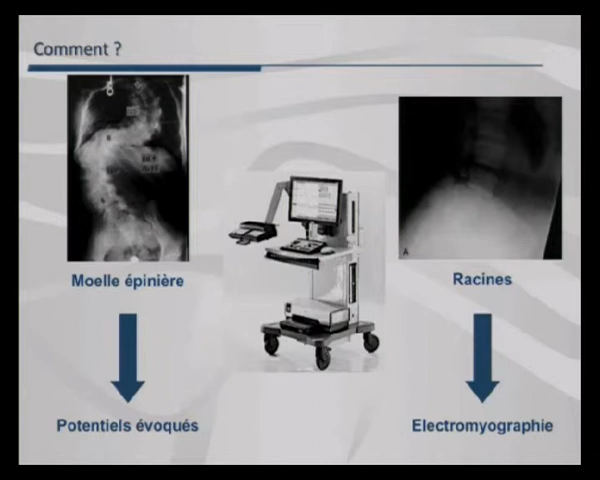 Comment ?
Moelle épinière
Racines
Potentiels évoqués
Electromyographie
A